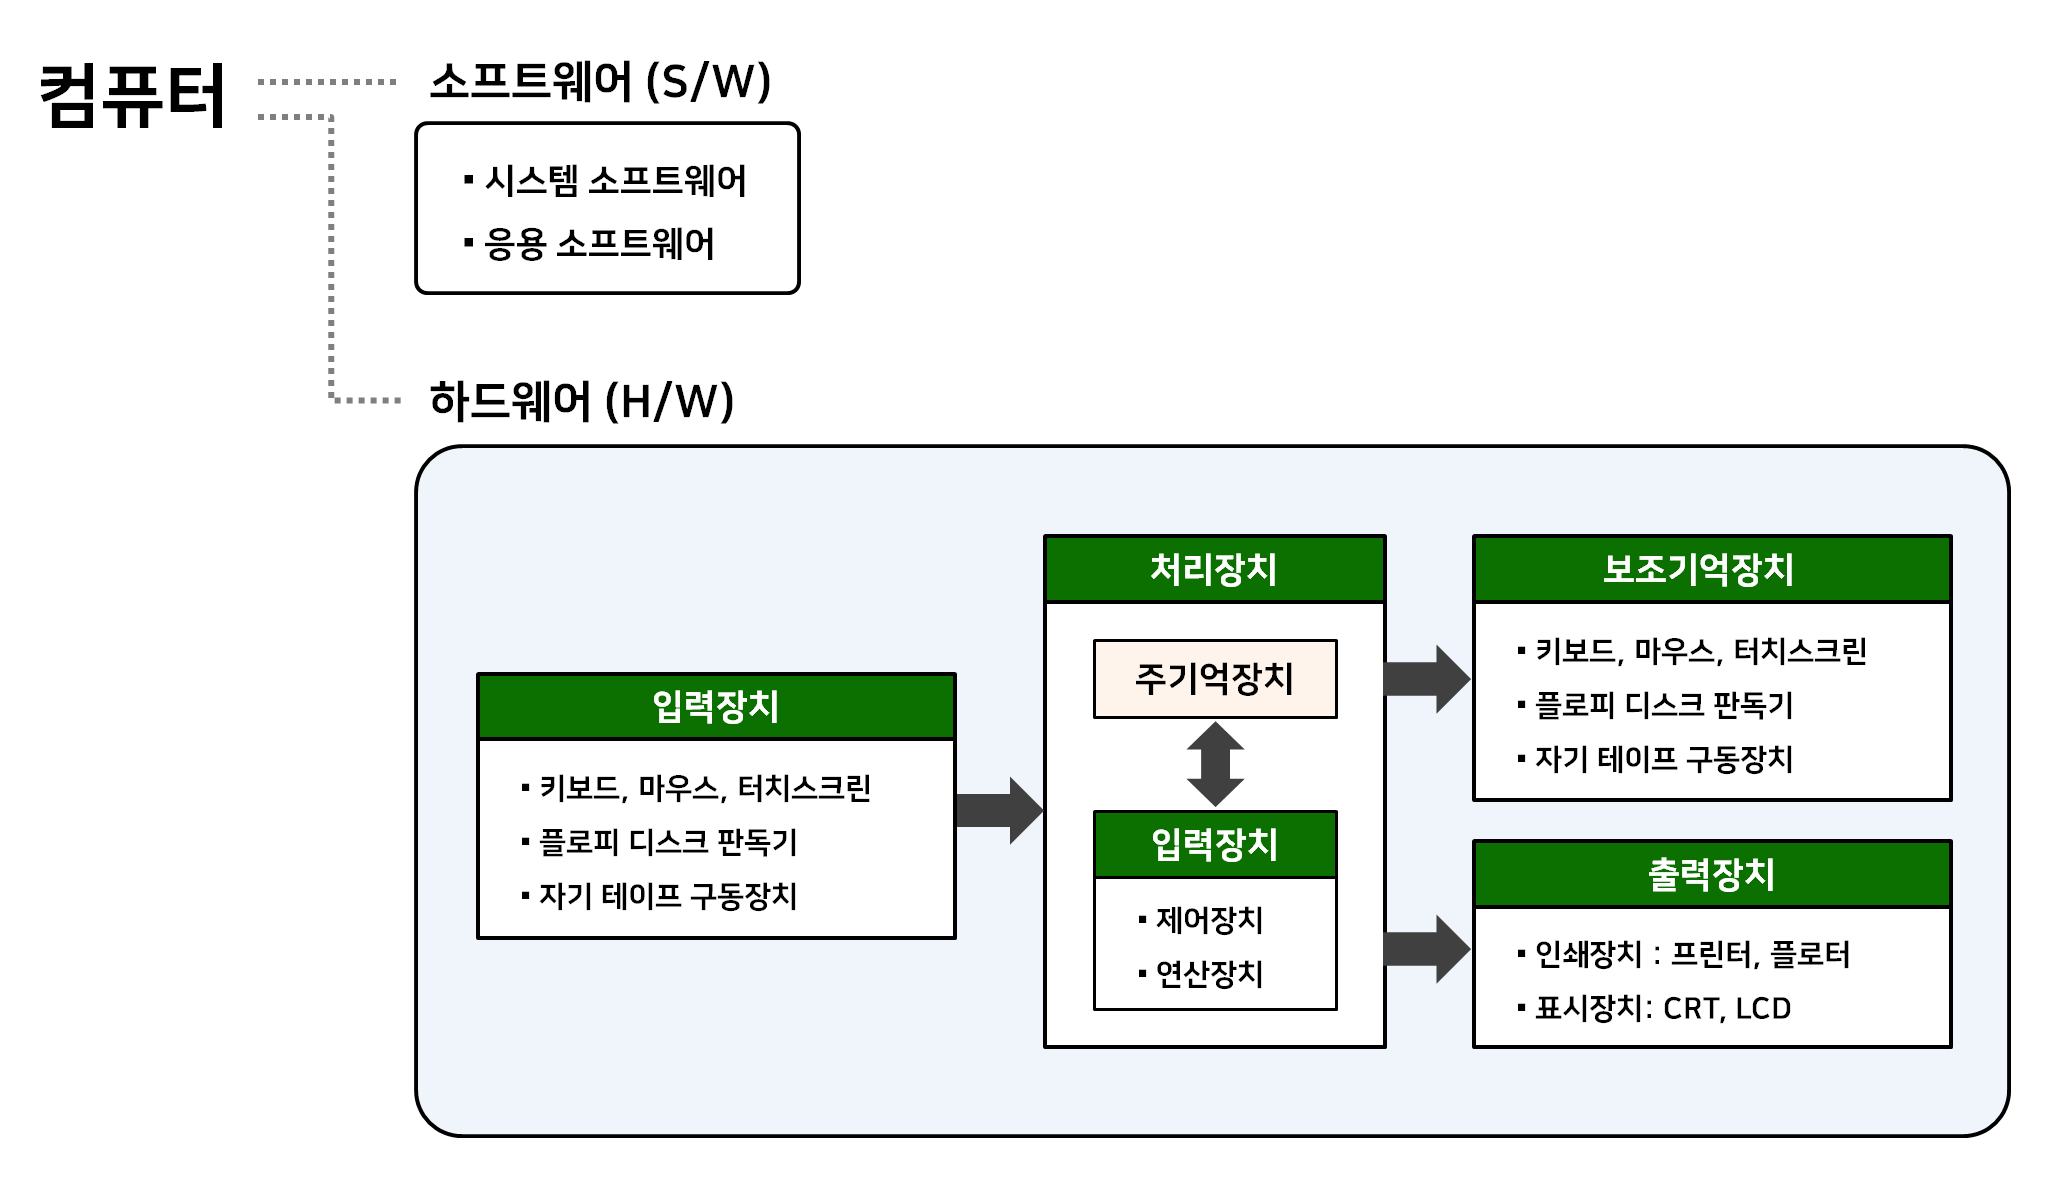 컴퓨터
소프트웨어 (S/W)
▪ 시스템 소프트웨어
▪ 응용 소프트웨어
하드웨어 (H/W)
입력장치
▪ 키보드, 마우스, 터치스크린
▪ 플로피 디스크 판독기
▪ 자기 테이프 구동장치
처리장치
주기억장치
입력장치
▪ 제어장치
▪ 연산장치
보조기억장치
▪ 키보드, 마우스, 터치스크린
▪ 플로피 디스크 판독기
▪ 자기 테이프 구동장치
출력장치
▪ 인쇄장치 : 프린터, 플로터
▪ 표시장치: CRT, LCD